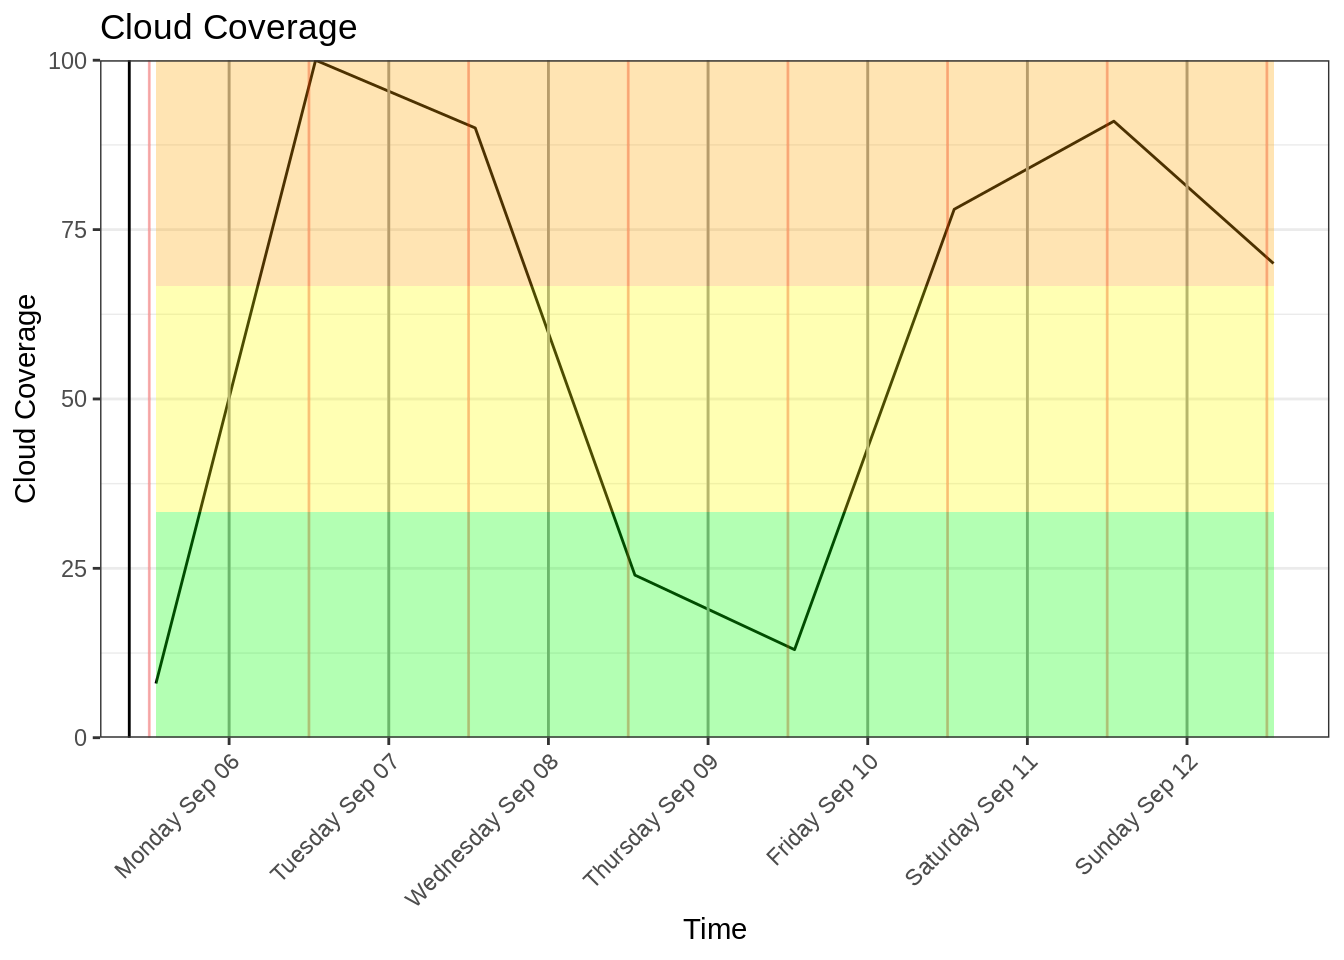 Cloud Coverage
100
75
50
25
0
Cloud Coverage
Monday Sep 06
Tuesday Sep 07
Wednesday Sep 08
Thursday Sep 09
Friday Sep 10
Saturday Sep 11
Sunday Sep 12
Time